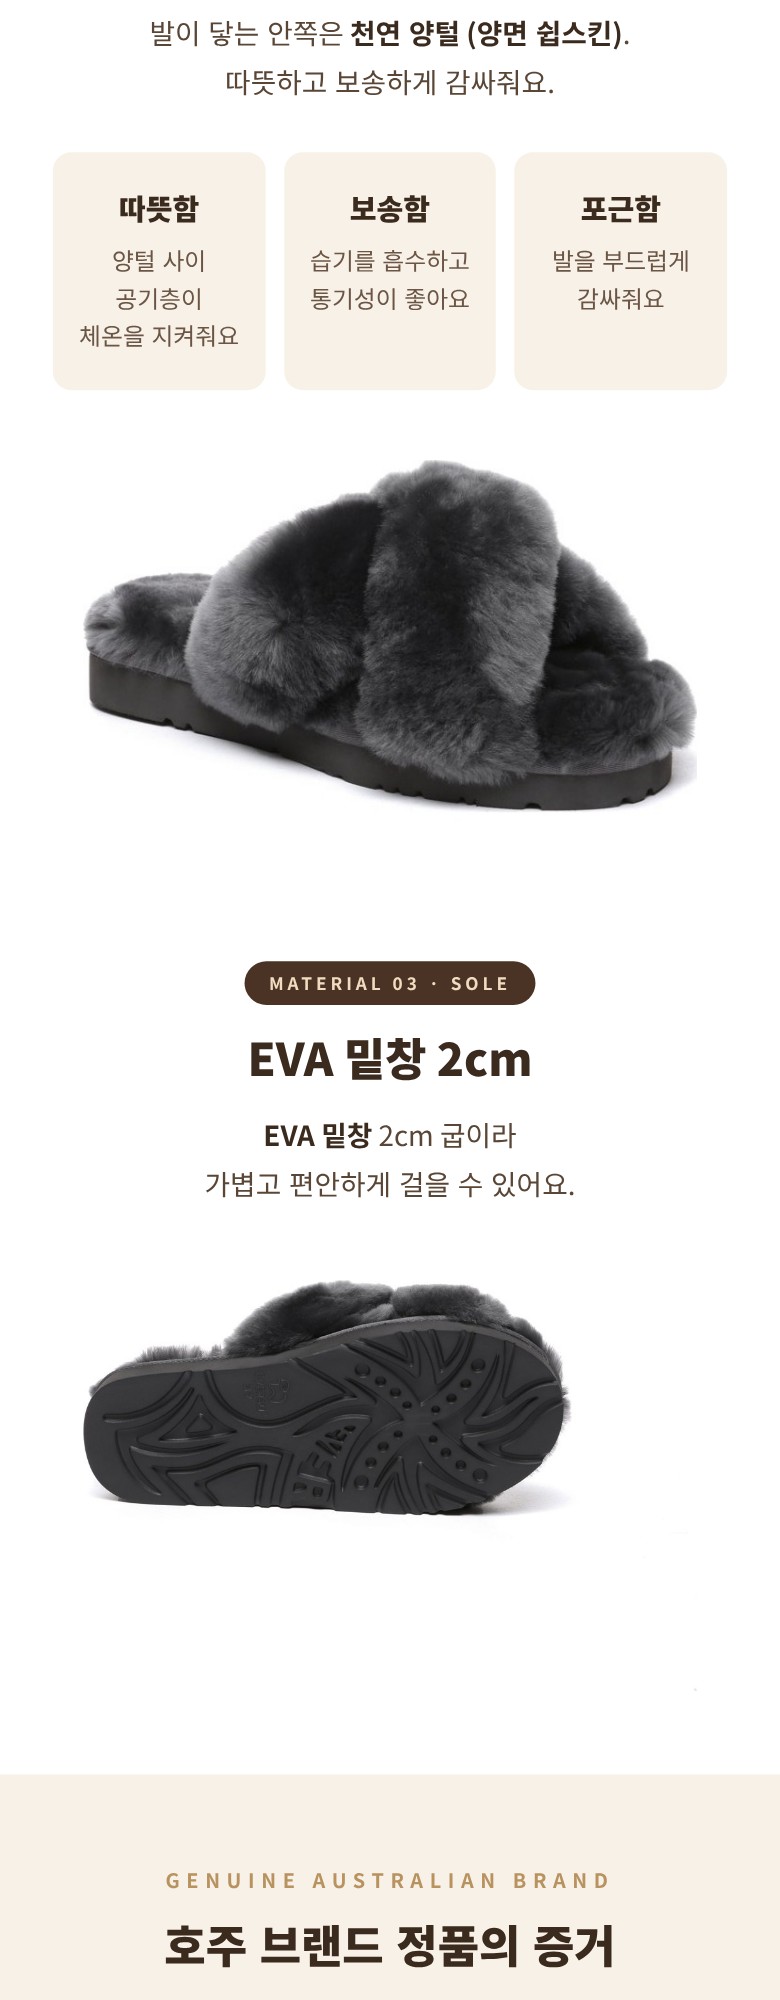 발이 닿는 안쪽은 천연 양털 (양면 쉽스킨).
따뜻하고 보송하게 감싸줘요.
따뜻함
양털 사이
공기층이
체온을 지켜줘요
보송함
습기를 흡수하고
통기성이 좋아요
포근함
발을 부드럽게
감싸줘요
MATERIAL 03 · SOLE
EVA 밑창 2cm
EVA 밑창 2cm 굽이라
가볍고 편안하게 걸을 수 있어요.
GENUINE AUSTRALIAN BRAND
호주 브랜드 정품의 증거